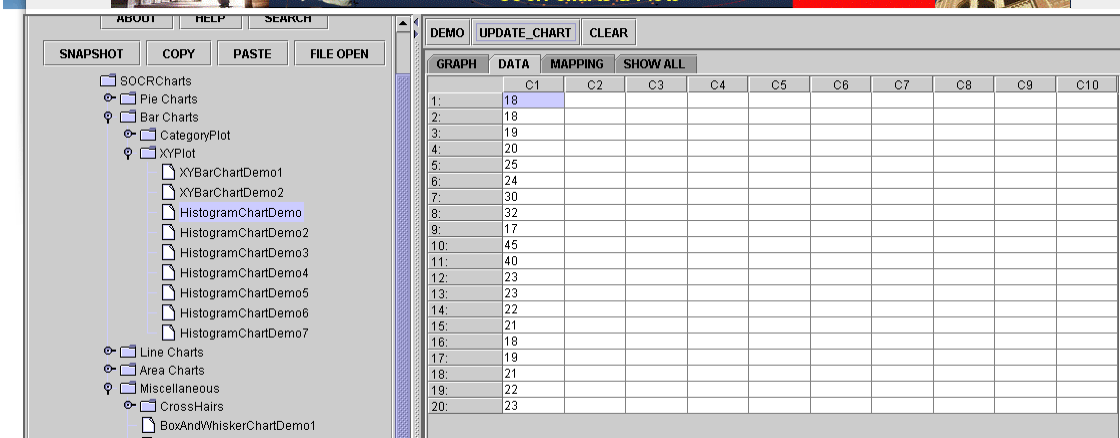 ABOUT HELP SEARCH
SNAPSHOT COPY PASTE FILE OPEN
SOCRCharts
Pie Charts
Bar Charts
CategoryPlot
XYPlot
XYBarChartDemo1
XYBarChartDemo2
HistogramChartDemo
HistogramChartDemo2
HistogramChartDemo3
HistogramChartDemo4
HistogramChartDemo5
HistogramChartDemo6
HistogramChartDemo7
Line Charts
Area Charts
Miscellaneous
CrossHairs
BoxAndWhiskerChartDemo1
DEMO UPDATE_CHART CLEAR
GRAPH DATA MAPPING SHOW ALL
C1 C2 C3 C4 C5 C6 C7 C8 C9 C10
1: 18
2: 18
3: 19
4: 20
5: 25
6: 24
7: 30
8: 32
9: 17
10: 45
11: 40
12: 23
13: 23
14: 22
15: 21
16: 18
17: 19
18: 21
19: 22
20: 23